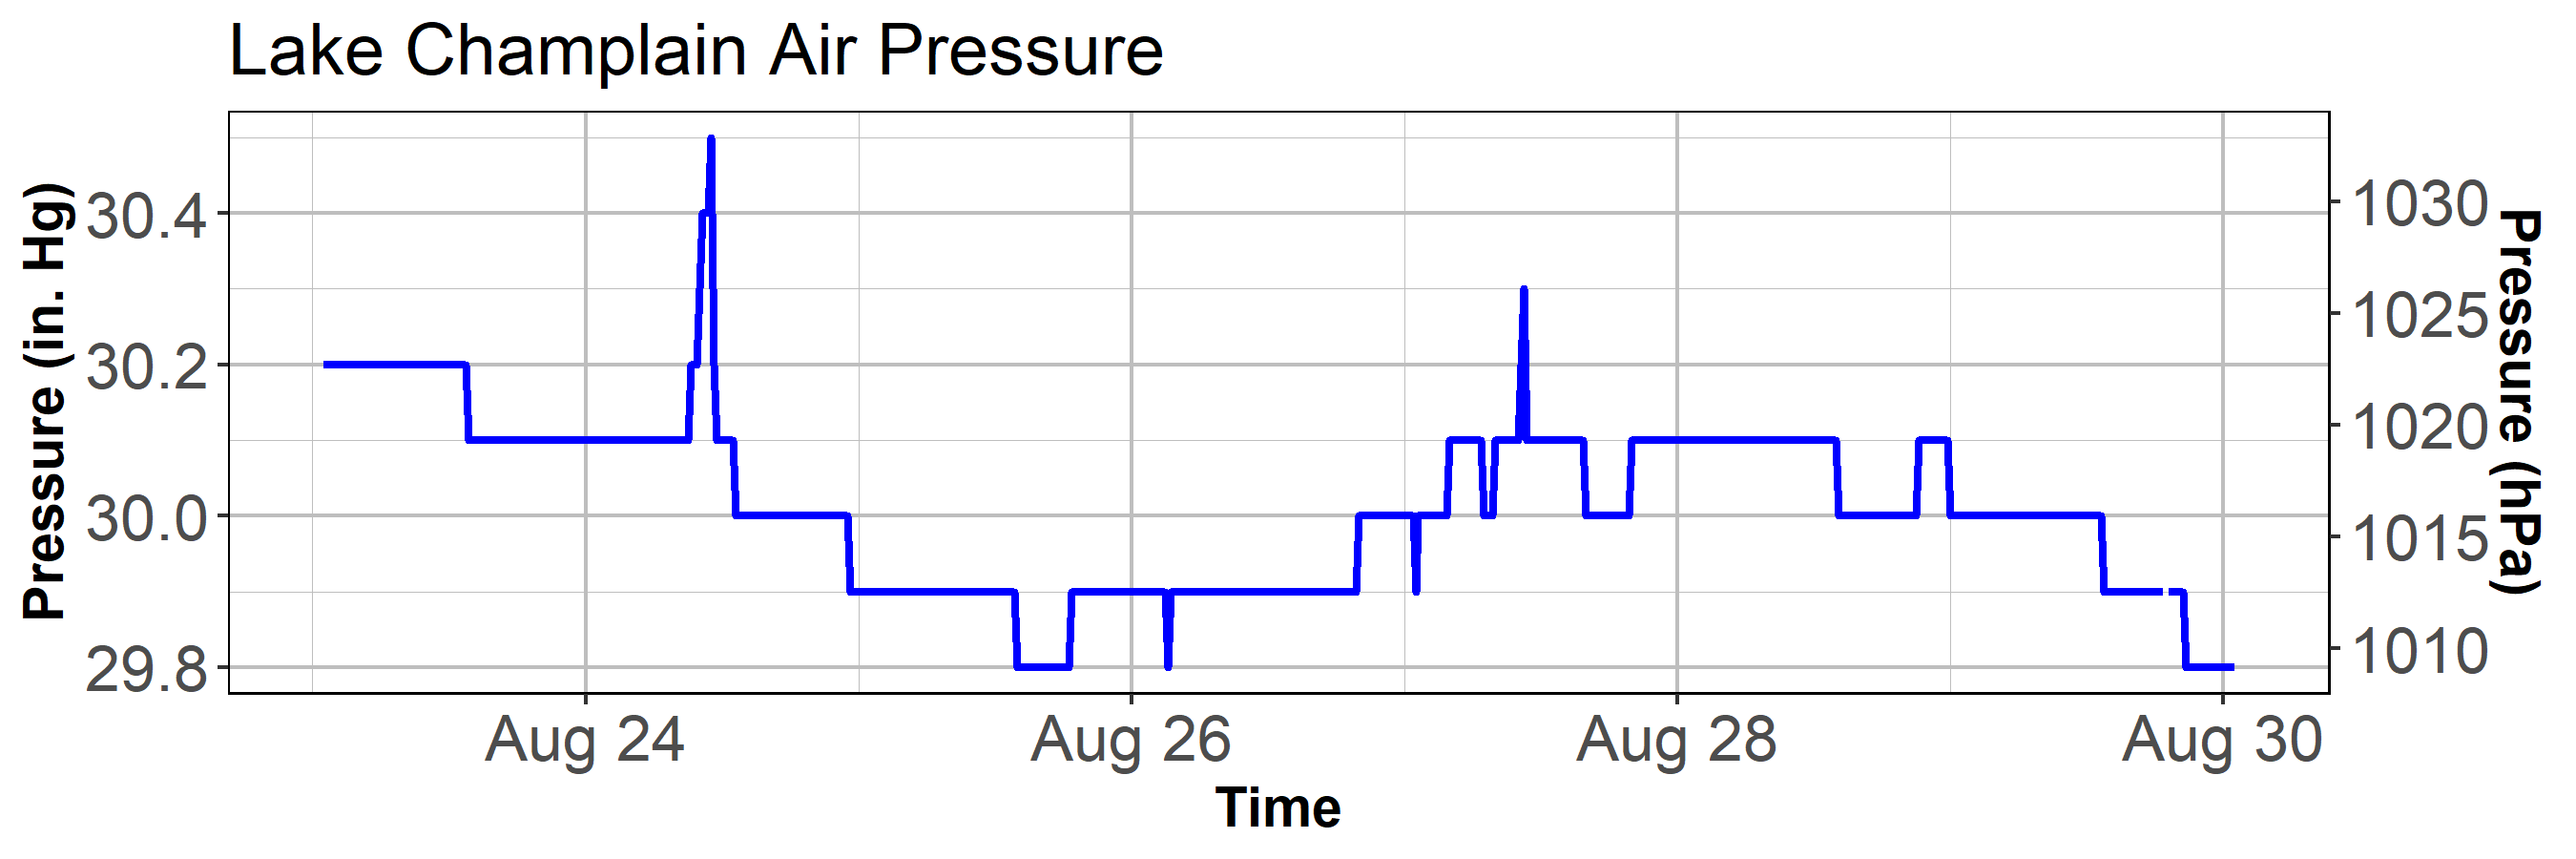 Lake Champlain Air Pressure
Pressure (in. Hg)
30.4
30.2
30.0
29.8
1030
1025
1020
1015
1010
Pressure (hPa)
Aug 24 Aug 26 Aug 28 Aug 30
Time